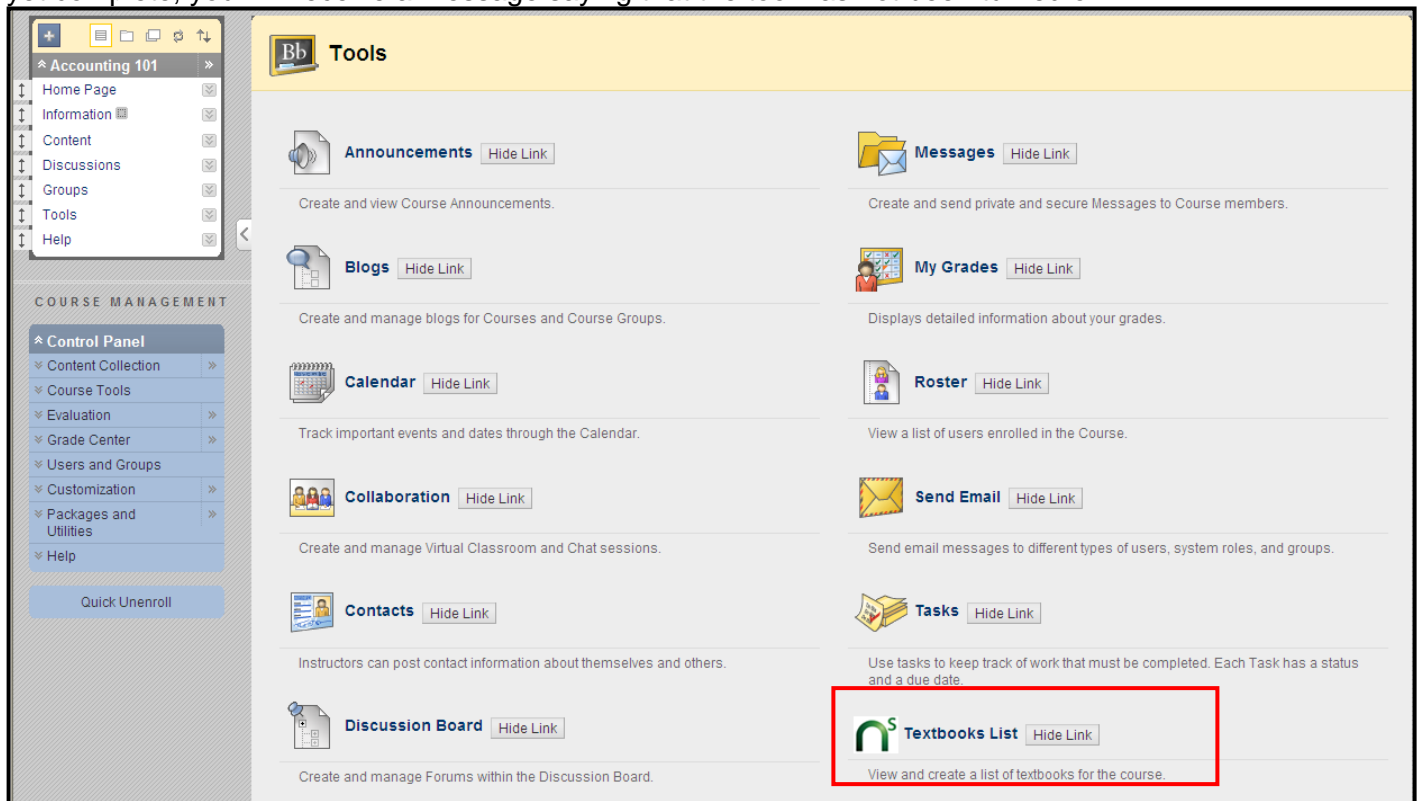 Accounting 101
Home Page
Information
Content
Discussions
Groups
Tools
Help
COURSE MANAGEMENT
Control Panel
Content Collection
Course Tools
Evaluation
Grade Center
Users and Groups
Customization
Packages and
Utilities
Help
Quick Unenroll
Bb Tools
Announcements Hide Link
Create and view Course Announcements.
Messages Hide Link
Create and send private and secure Messages to Course members.
Blogs Hide Link
Create and manage blogs for Courses and Course Groups.
My Grades Hide Link
Displays detailed information about your grades.
Calendar Hide Link
Track important events and dates through the Calendar.
Roster Hide Link
View a list of users enrolled in the Course.
Collaboration Hide Link
Create and manage Virtual Classroom and Chat sessions.
Send Email Hide Link
Send email messages to different types of users, system roles, and groups.
Contacts Hide Link
Instructors can post contact information about themselves and others.
Tasks Hide Link
Use tasks to keep track of work that must be completed. Each Task has a status
and a due date.
Discussion Board Hide Link
Create and manage Forums within the Discussion Board.
nS Textbooks List Hide Link
View and create a list of textbooks for the course.